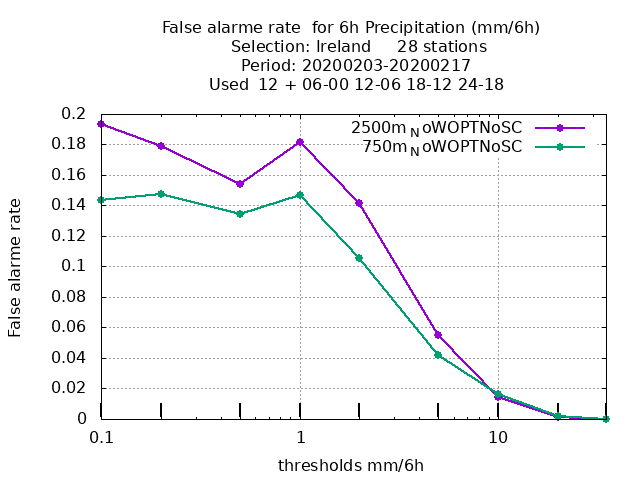 False alarme rate  for 6h Precipitation (mm/6h)
Selection: Ireland     28 stations
Period: 20200203-20200217
Used  12 + 06-00 12-06 18-12 24-18
2500m_NoWOPTNoSC
750m_NoWOPTNoSC
False alarme rate
0.2
0.18
0.16
0.14
0.12
0.1
0.08
0.06
0.04
0.02
0
0.1 1 10
thresholds mm/6h